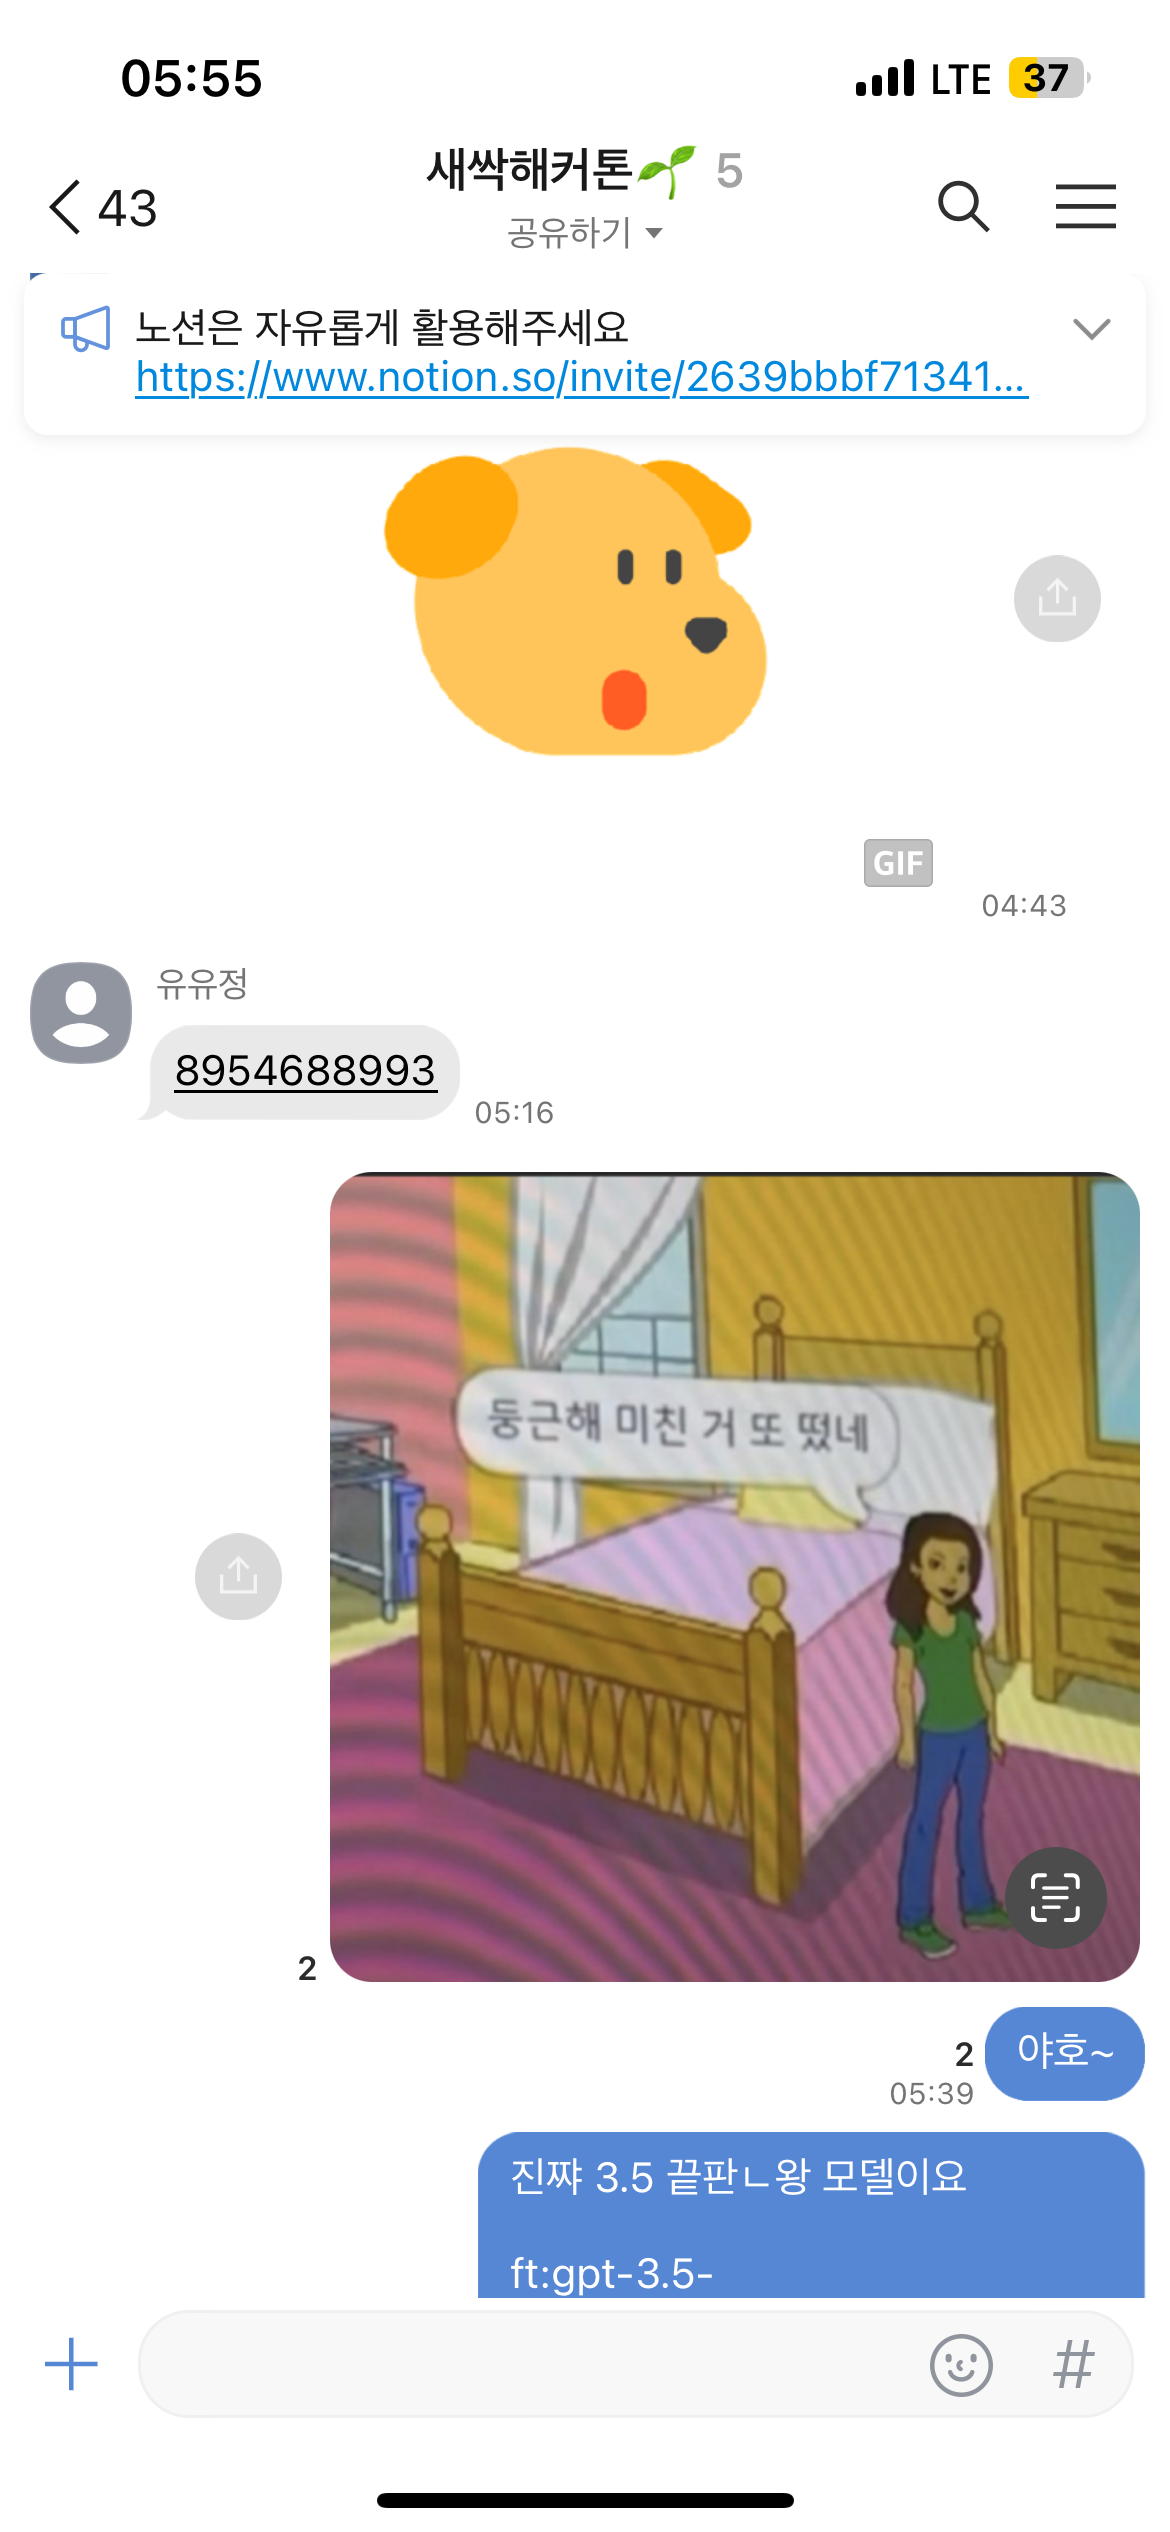 05:55
LTE 37
43
새싹해커톤🌱 5
공유하기
노션은 자유롭게 활용해주세요
https://www.notion.so/invite/2639bbbf71341...
GIF
04:43
유유정
8954688993
05:16
둥근해 미친 거 또 떴네
2
야호~
2
05:39
진쨔 3.5 끝판ㄴ왕 모델이요
ft:gpt-3.5-
#